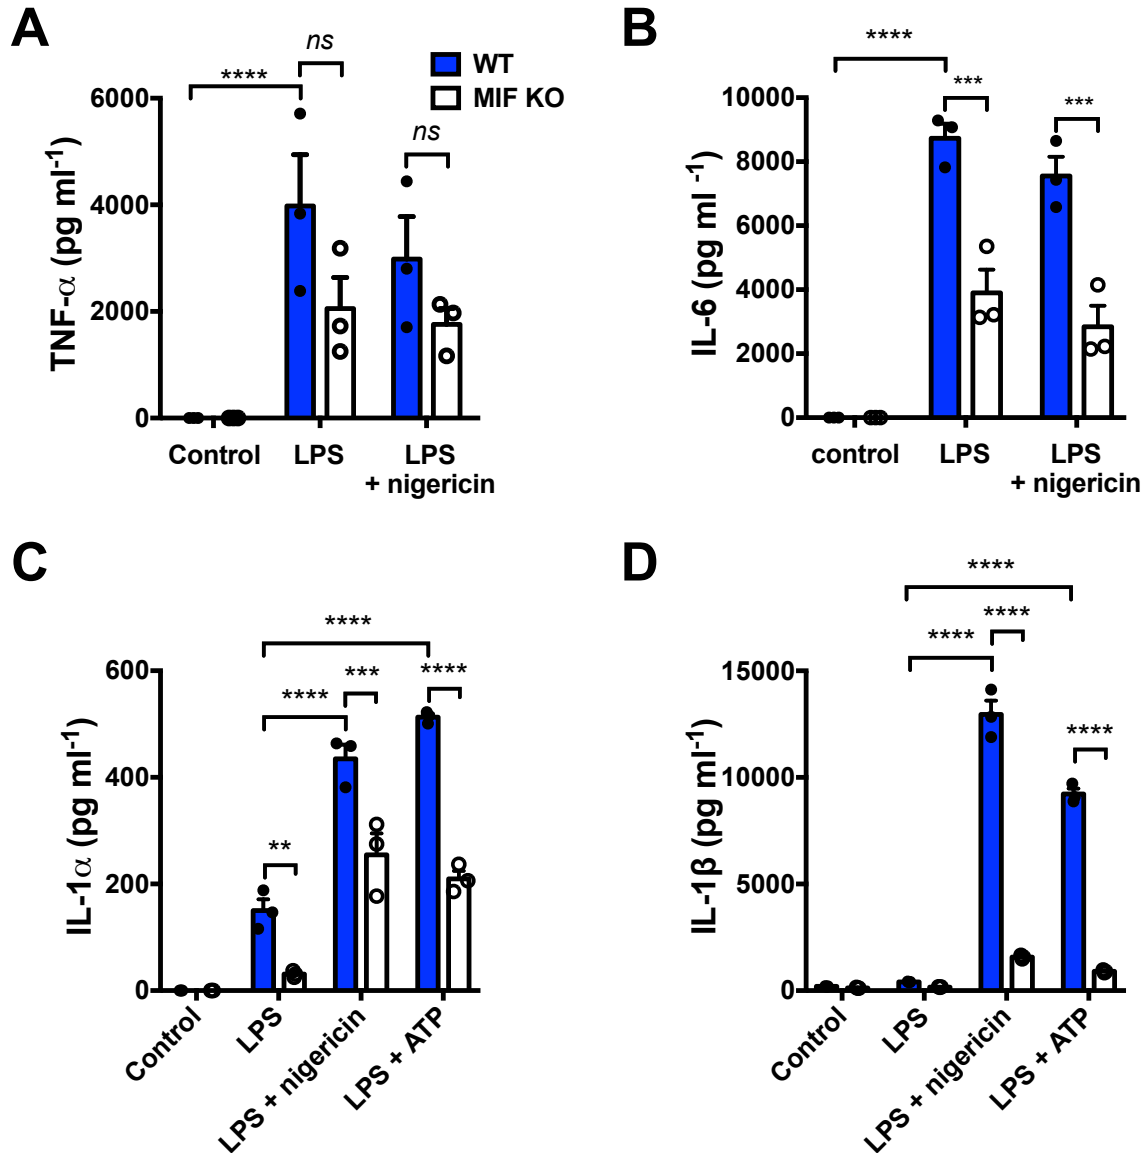 A
ns
WT
MIF KO
****
ns
6000
4000
2000
0
TNF-α (pg ml-1)
Control
LPS
LPS
+ nigericin
B
****
***
***
10000
8000
6000
4000
2000
0
IL-6 (pg ml -1)
control
LPS
LPS
+ nigericin
C
****
****
***
****
**
600
400
200
0
IL-1α (pg ml-1)
Control
LPS
LPS + nigericin
LPS + ATP
D
****
****
****
****
15000
10000
5000
0
IL-1β (pg ml-1)
Control
LPS
LPS + nigericin
LPS + ATP